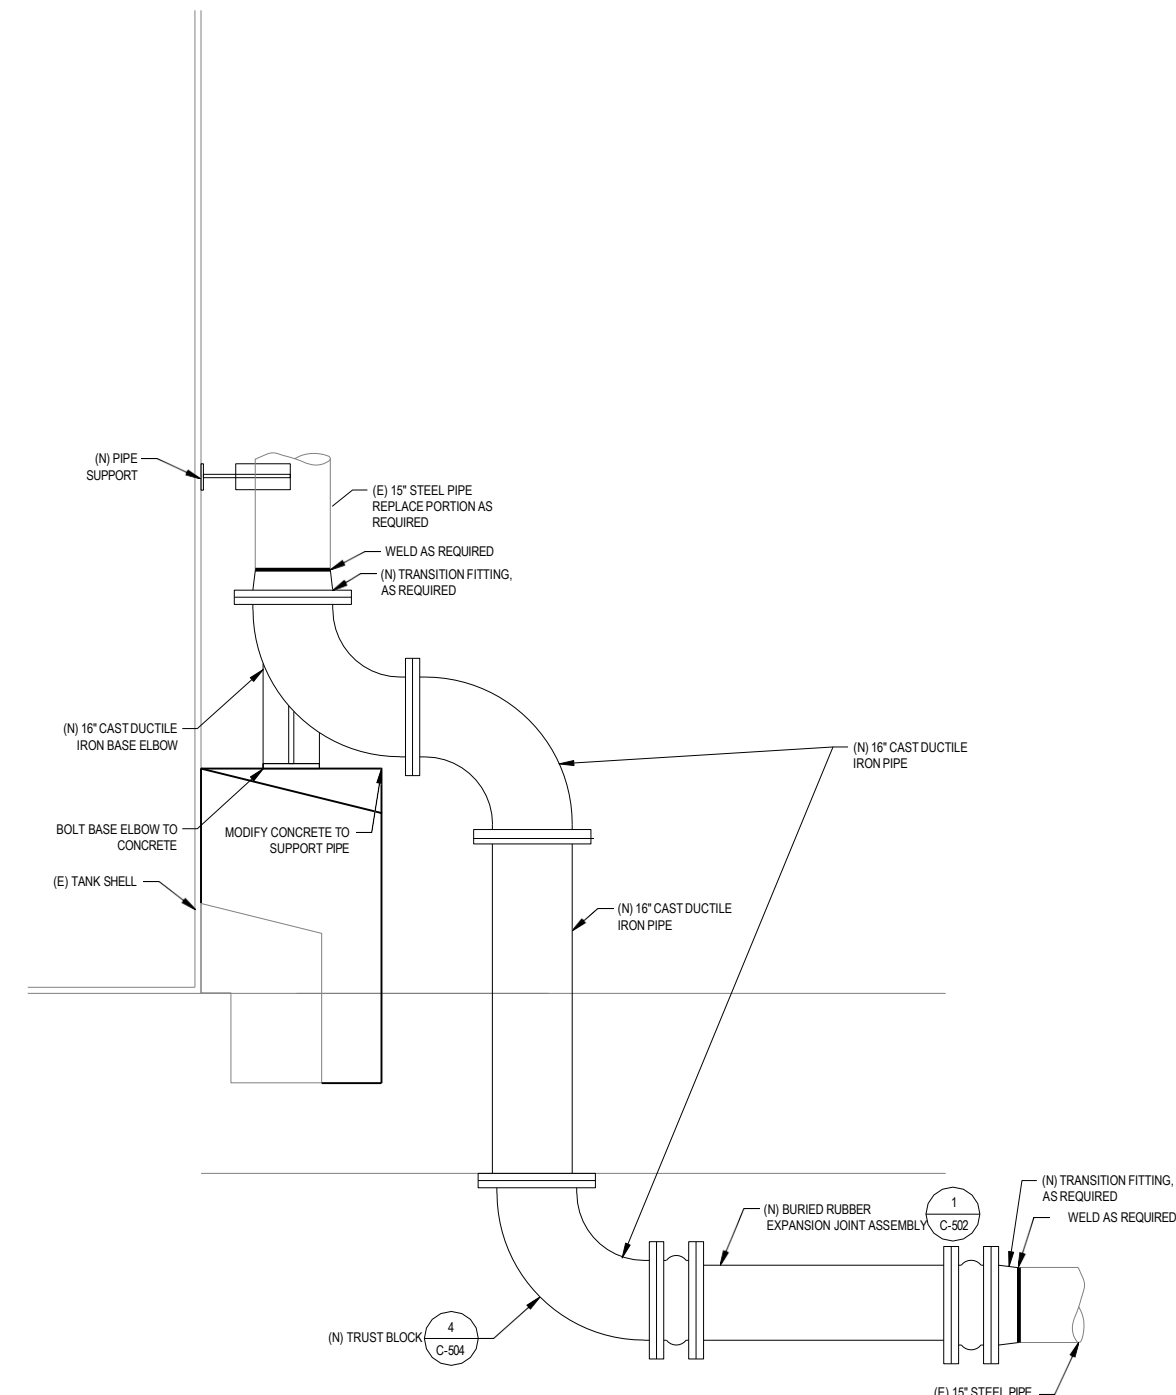 (N) PIPE
SUPPORT
(E) 15" STEEL PIPE
REPLACE PORTION AS
REQUIRED
WELD AS REQUIRED
(N) TRANSITION FITTING,
AS REQUIRED
(N) 16" CAST DUCTILE
IRON BASE ELBOW
(N) 16" CAST DUCTILE
IRON PIPE
BOLT BASE ELBOW TO
CONCRETE
MODIFY CONCRETE TO
SUPPORT PIPE
(E) TANK SHELL
(N) 16" CAST DUCTILE
IRON PIPE
(N) TRANSITION FITTING,
AS REQUIRED
WELD AS REQUIRED
(N) BURIED RUBBER
EXPANSION JOINT ASSEMBLY
1
C-502
(N) TRUST BLOCK
4
C-504
(E) 15" STEEL PIPE